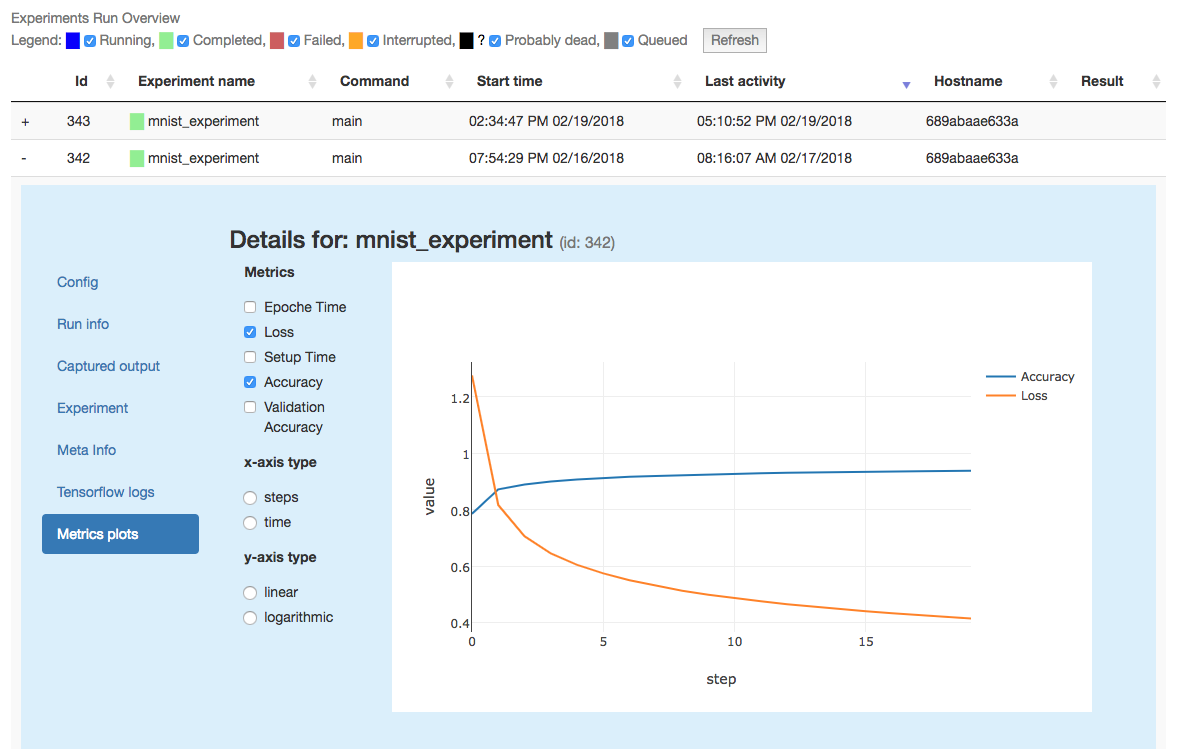 Experiments Run Overview
Legend: Running, Completed, Failed, Interrupted, ? Probably dead, Queued Refresh
Id Experiment name Command Start time Last activity Hostname Result
+ 343 mnist_experiment main 02:34:47 PM 02/19/2018 05:10:52 PM 02/19/2018 689abaae633a
- 342 mnist_experiment main 07:54:29 PM 02/16/2018 08:16:07 AM 02/17/2018 689abaae633a
Details for: mnist_experiment (id: 342)
Config
Run info
Captured output
Experiment
Meta Info
Tensorflow logs
Metrics plots
Metrics
Epoche Time
Loss
Setup Time
Accuracy
Validation
Accuracy
x-axis type
steps
time
y-axis type
linear
logarithmic
value
1.2
1
0.8
0.6
0.4
0 5 10 15
step
Accuracy
Loss